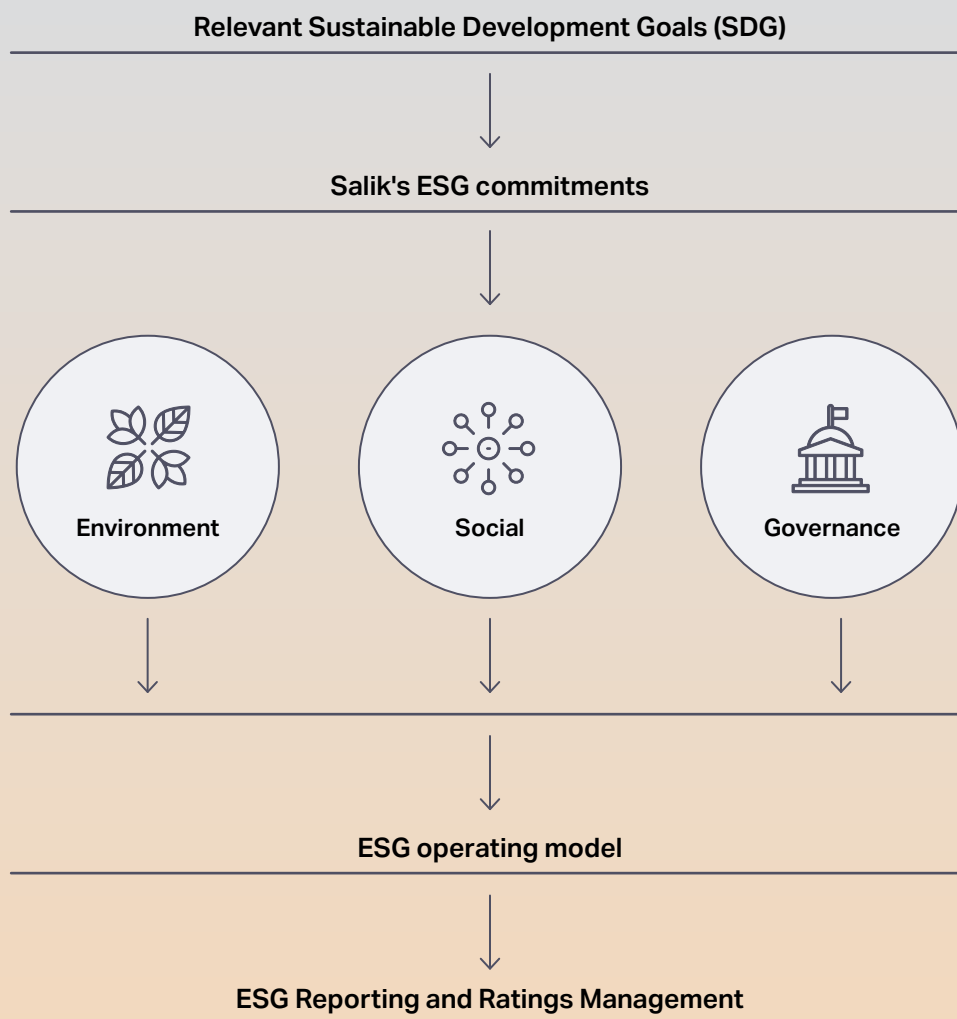 Relevant Sustainable Development Goals (SDG)
Salik's ESG commitments
Environment
Social
Governance
ESG operating model
ESG Reporting and Ratings Management